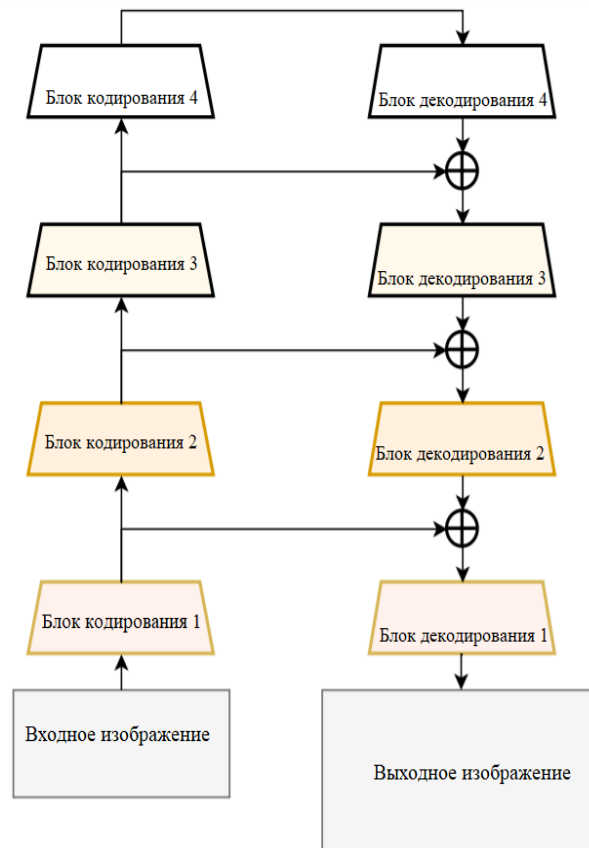 Блок кодирования 4
Блок декодирования 4
Блок кодирования 3
Блок декодирования 3
Блок кодирования 2
Блок декодирования 2
Блок кодирования 1
Блок декодирования 1
Входное изображение
Выходное изображение